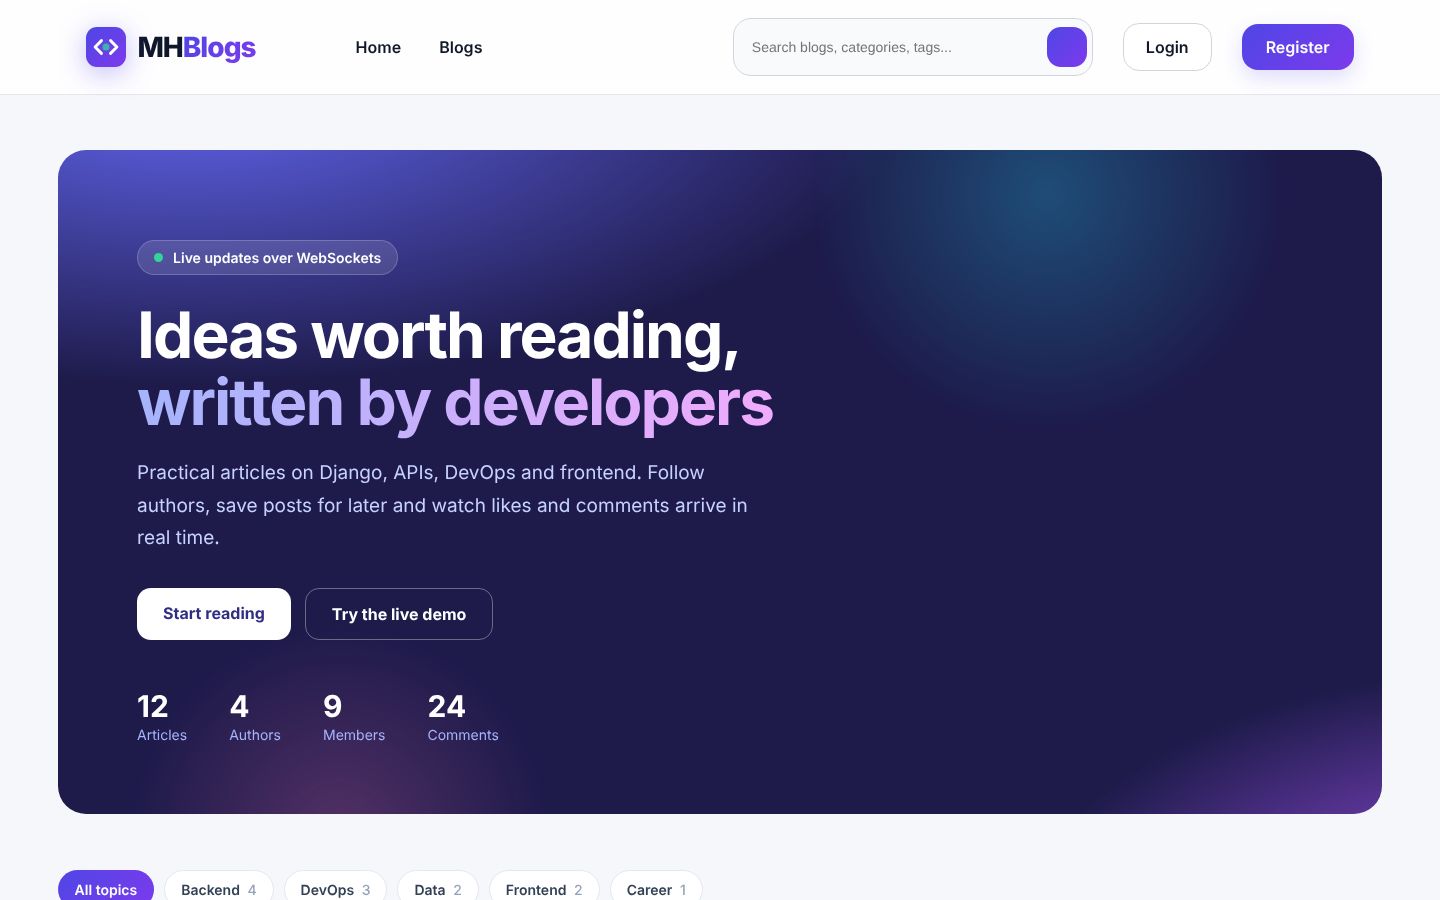 MHBlogs
Home
Blogs
Search blogs, categories, tags...
Login
Register
Live updates over WebSockets
Ideas worth reading,
written by developers
Practical articles on Django, APIs, DevOps and frontend. Follow
authors, save posts for later and watch likes and comments arrive in
real time.
Start reading
Try the live demo
12
Articles
4
Authors
9
Members
24
Comments
All topics
Backend 4
DevOps 3
Data 2
Frontend 2
Career 1